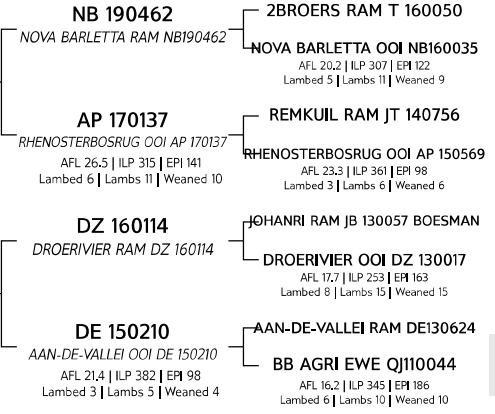 NB 190462
NOVA BARLETTA RAM NB190462
2BROERS RAM T 160050
NOVA BARLETTA OOI NB160035
AFL 20.2 | ILP 307 | EPI 122
Lambed 5 | Lambs 11 | Weaned 9
AP 170137
RHENOSTERBOSRUG OOI AP 170137
AFL 26.5 | ILP 315 | EPI 141
Lambed 6 | Lambs 11 | Weaned 10
REMKUIL RAM JT 140756
RHENOSTERBOSRUG OOI AP 150569
AFL 23.3 | ILP 361 | EPI 98
Lambed 3 | Lambs 6 | Weaned 6
DZ 160114
DROERIVIER RAM DZ 160114
JOHANRI RAM JB 130057 BOESMAN
DROERIVIER OOI DZ 130017
AFL 17.7 | ILP 253 | EPI 163
Lambed 8 | Lambs 15 | Weaned 15
DE 150210
AAN-DE-VALLEI OOI DE 150210
AFL 21.4 | ILP 382 | EPI 98
Lambed 3 | Lambs 5 | Weaned 4
AAN-DE-VALLEI RAM DE130624
BB AGRI EWE QJ110044
AFL 16.2 | ILP 345 | EPI 186
Lambed 6 | Lambs 10 | Weaned 10